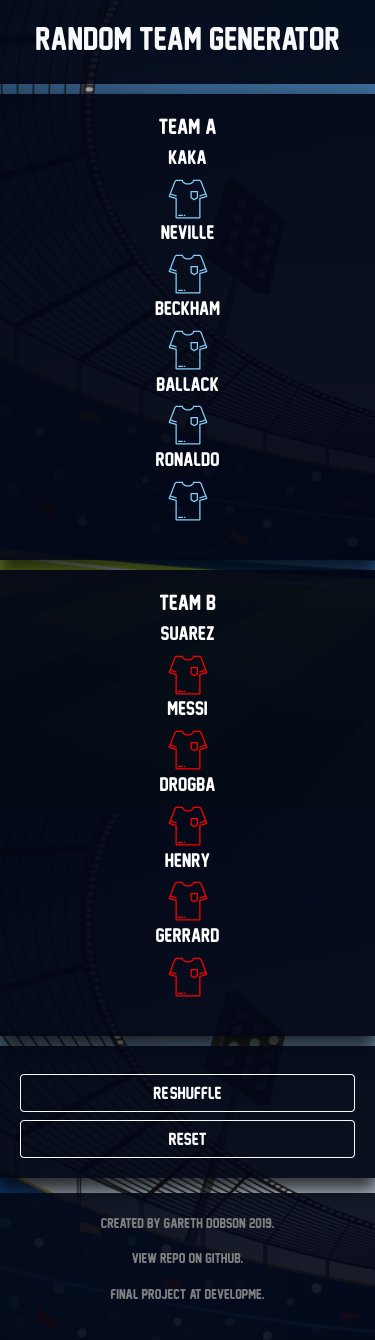 RANDOM TEAM GENERATOR
TEAM A
KAKA
NEVILLE
BECKHAM
BALLACK
RONALDO
TEAM B
SUAREZ
MESSI
DROGBA
HENRY
GERRARD
RESHUFFLE
RESET
CREATED BY GARETH DOBSON 2019.
VIEW REPO ON GITHUB.
FINAL PROJECT AT DEVELOPME.